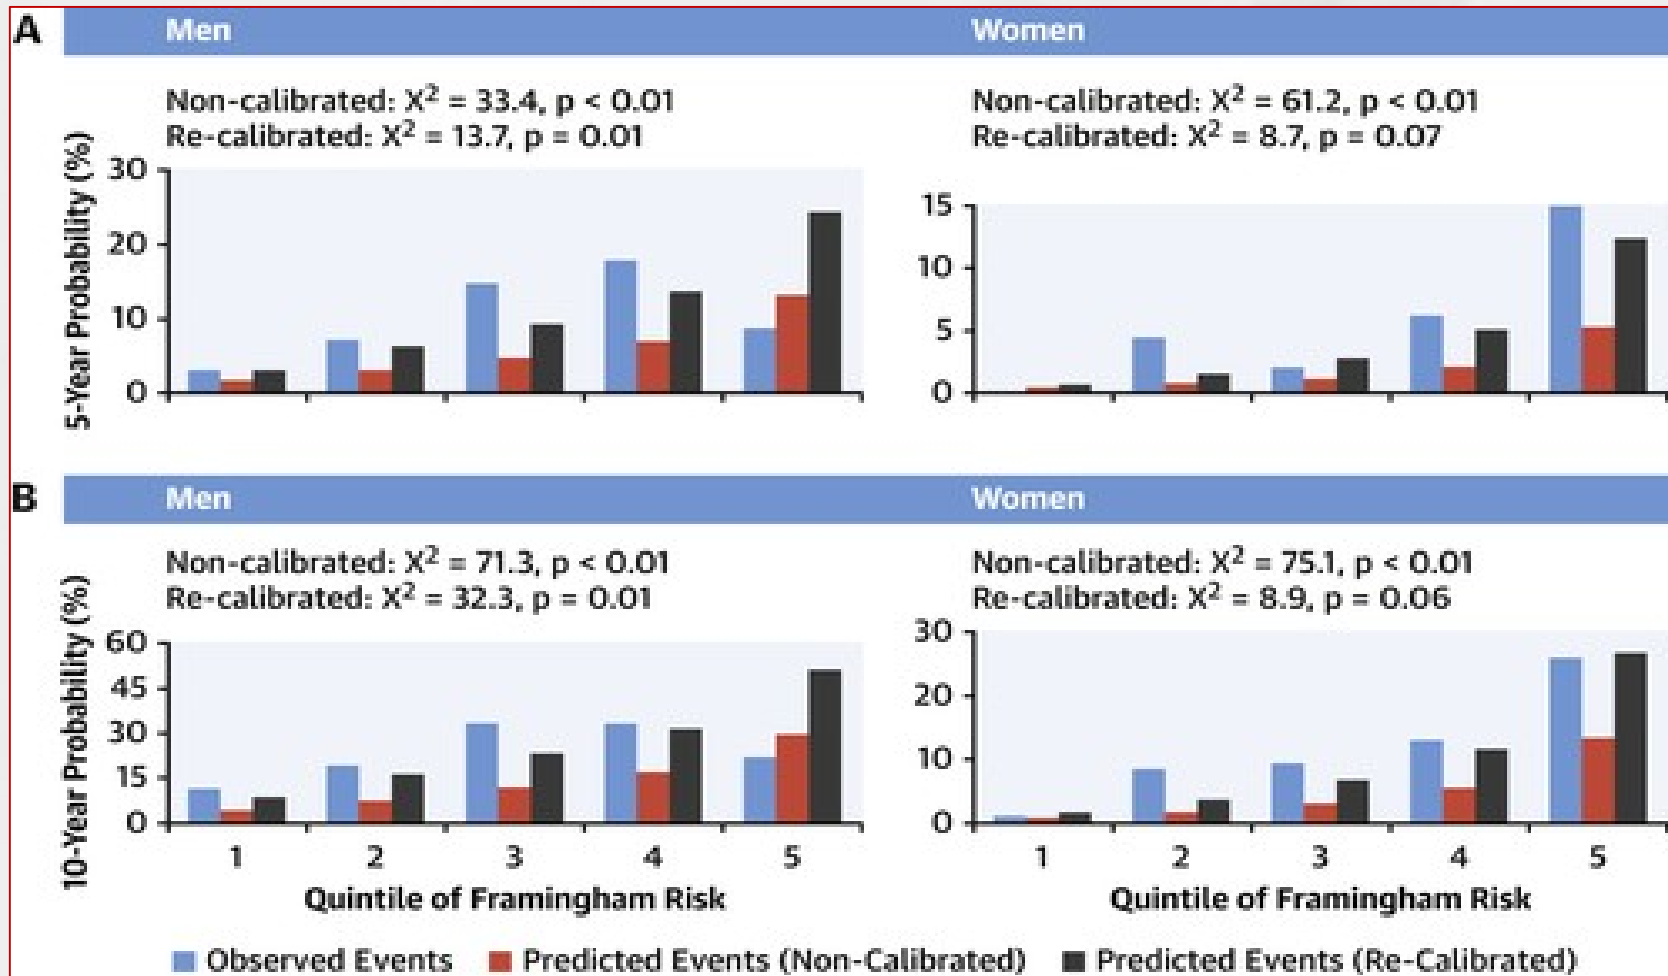 A
Men
Women
Non-calibrated: X² = 33.4, p < 0.01
Re-calibrated: X² = 13.7, p = 0.01
Non-calibrated: X² = 61.2, p < 0.01
Re-calibrated: X² = 8.7, p = 0.07
5-Year Probability (%)
30
20
10
0
15
10
5
0
B
Men
Women
Non-calibrated: X² = 71.3, p < 0.01
Re-calibrated: X² = 32.3, p = 0.01
Non-calibrated: X² = 75.1, p < 0.01
Re-calibrated: X² = 8.9, p = 0.06
10-Year Probability (%)
60
45
30
15
0
30
20
10
0
1 2 3 4 5
1 2 3 4 5
Quintile of Framingham Risk
Quintile of Framingham Risk
Observed Events Predicted Events (Non-Calibrated) Predicted Events (Re-Calibrated)